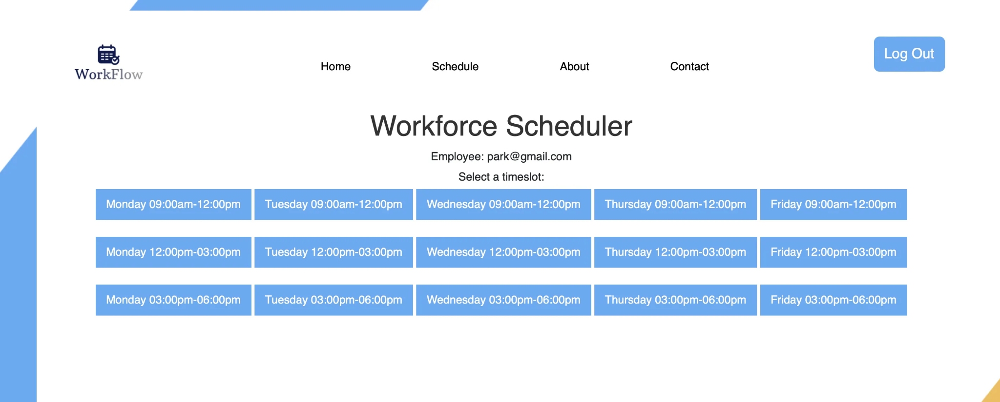 WorkFlow
Home Schedule About Contact
Log Out
Workforce Scheduler
Employee: park@gmail.com
Select a timeslot:
Monday 09:00am-12:00pm Tuesday 09:00am-12:00pm Wednesday 09:00am-12:00pm Thursday 09:00am-12:00pm Friday 09:00am-12:00pm
Monday 12:00pm-03:00pm Tuesday 12:00pm-03:00pm Wednesday 12:00pm-03:00pm Thursday 12:00pm-03:00pm Friday 12:00pm-03:00pm
Monday 03:00pm-06:00pm Tuesday 03:00pm-06:00pm Wednesday 03:00pm-06:00pm Thursday 03:00pm-06:00pm Friday 03:00pm-06:00pm